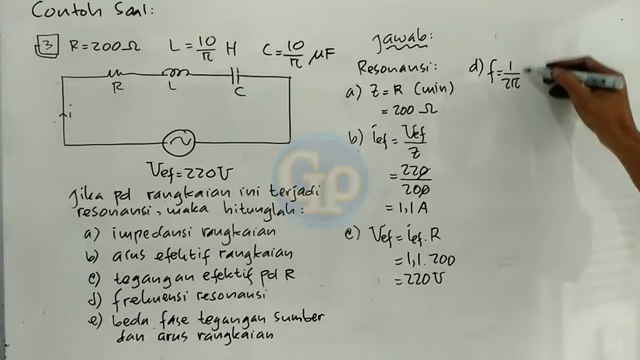 Contoh Soal:
3 R = 200 Ω L = 10/π H C = 10/π μF
R L C
i
Vef = 220 V
Jika pd rangkaian ini terjadi
resonansi, maka hitunglah:
a) impedansi rangkaian
b) arus efektif rangkaian
c) tegangan efektif pd R
d) frekuensi resonansi
e) beda fase tegangan sumber
dan arus rangkaian
Jawab:
Resonansi:
a) Z = R (min)
= 200 Ω
b) ief = Vef/Z
= 220/200
= 1,1 A
c) Vef = ief . R
= 1,1 . 200
= 220 V
d) f = 1/2π
Gp